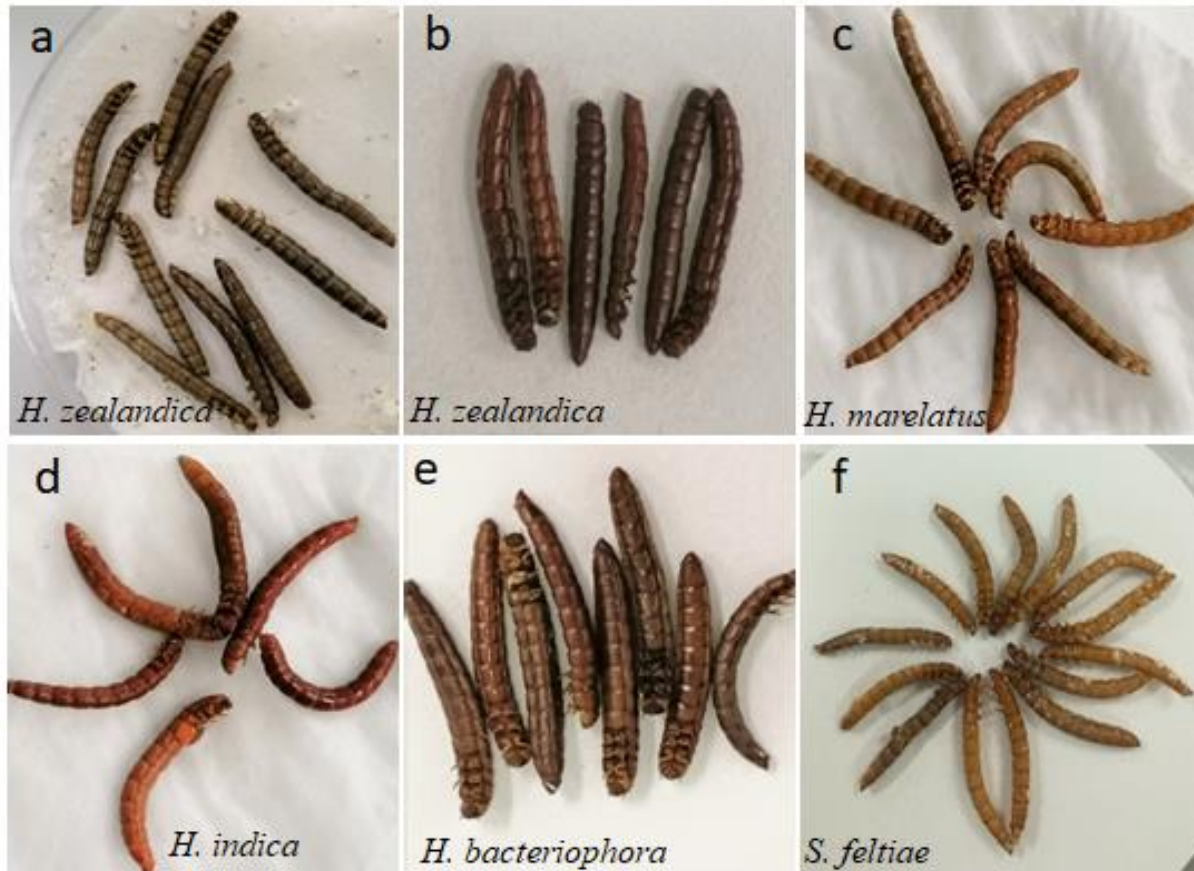 a
H. zealandica
b
H. zealandica
c
H. marelatus
d
H. indica
e
H. bacteriophora
f
S. feltiae